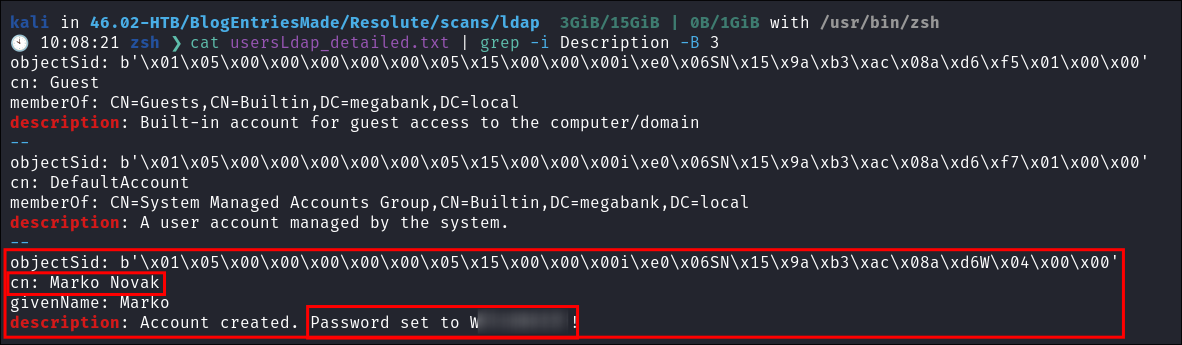 kali in 46.02-HTB/BlogEntriesMade/Resolute/scans/ldap 3GiB/15GiB | 0B/1GiB with /usr/bin/zsh
10:08:21 zsh ❯ cat usersLdap_detailed.txt | grep -i Description -B 3
objectSid: b'\x01\x05\x00\x00\x00\x00\x00\x05\x15\x00\x00\x00i\xe0\x06SN\x15\x9a\xb3\xac\x08a\xd6\xf5\x01\x00\x00'
cn: Guest
memberOf: CN=Guests,CN=Builtin,DC=megabank,DC=local
description: Built-in account for guest access to the computer/domain
--
objectSid: b'\x01\x05\x00\x00\x00\x00\x00\x05\x15\x00\x00\x00i\xe0\x06SN\x15\x9a\xb3\xac\x08a\xd6\xf7\x01\x00\x00'
cn: DefaultAccount
memberOf: CN=System Managed Accounts Group,CN=Builtin,DC=megabank,DC=local
description: A user account managed by the system.
--
objectSid: b'\x01\x05\x00\x00\x00\x00\x00\x05\x15\x00\x00\x00i\xe0\x06SN\x15\x9a\xb3\xac\x08a\xd6W\x04\x00\x00'
cn: Marko Novak
givenName: Marko
description: Account created. Password set to